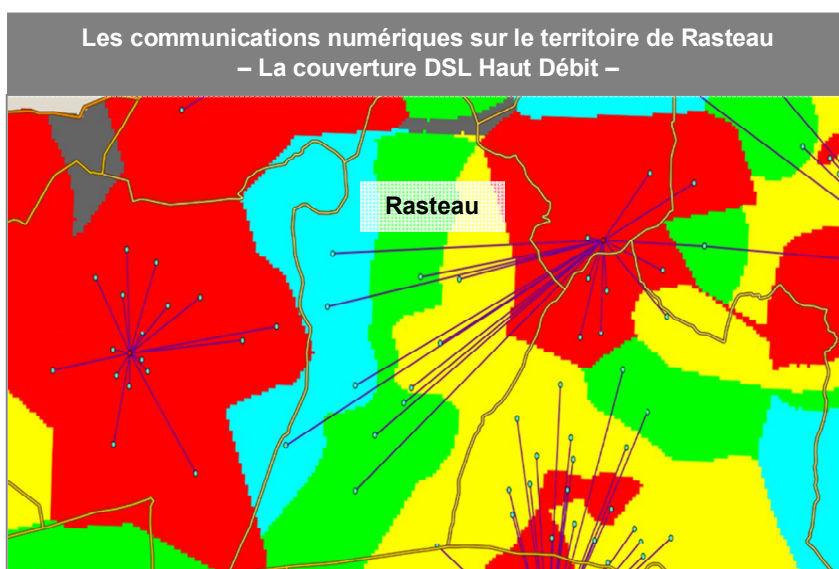 Les communications numériques sur le territoire de Rasteau
– La couverture DSL Haut Débit –
Rasteau